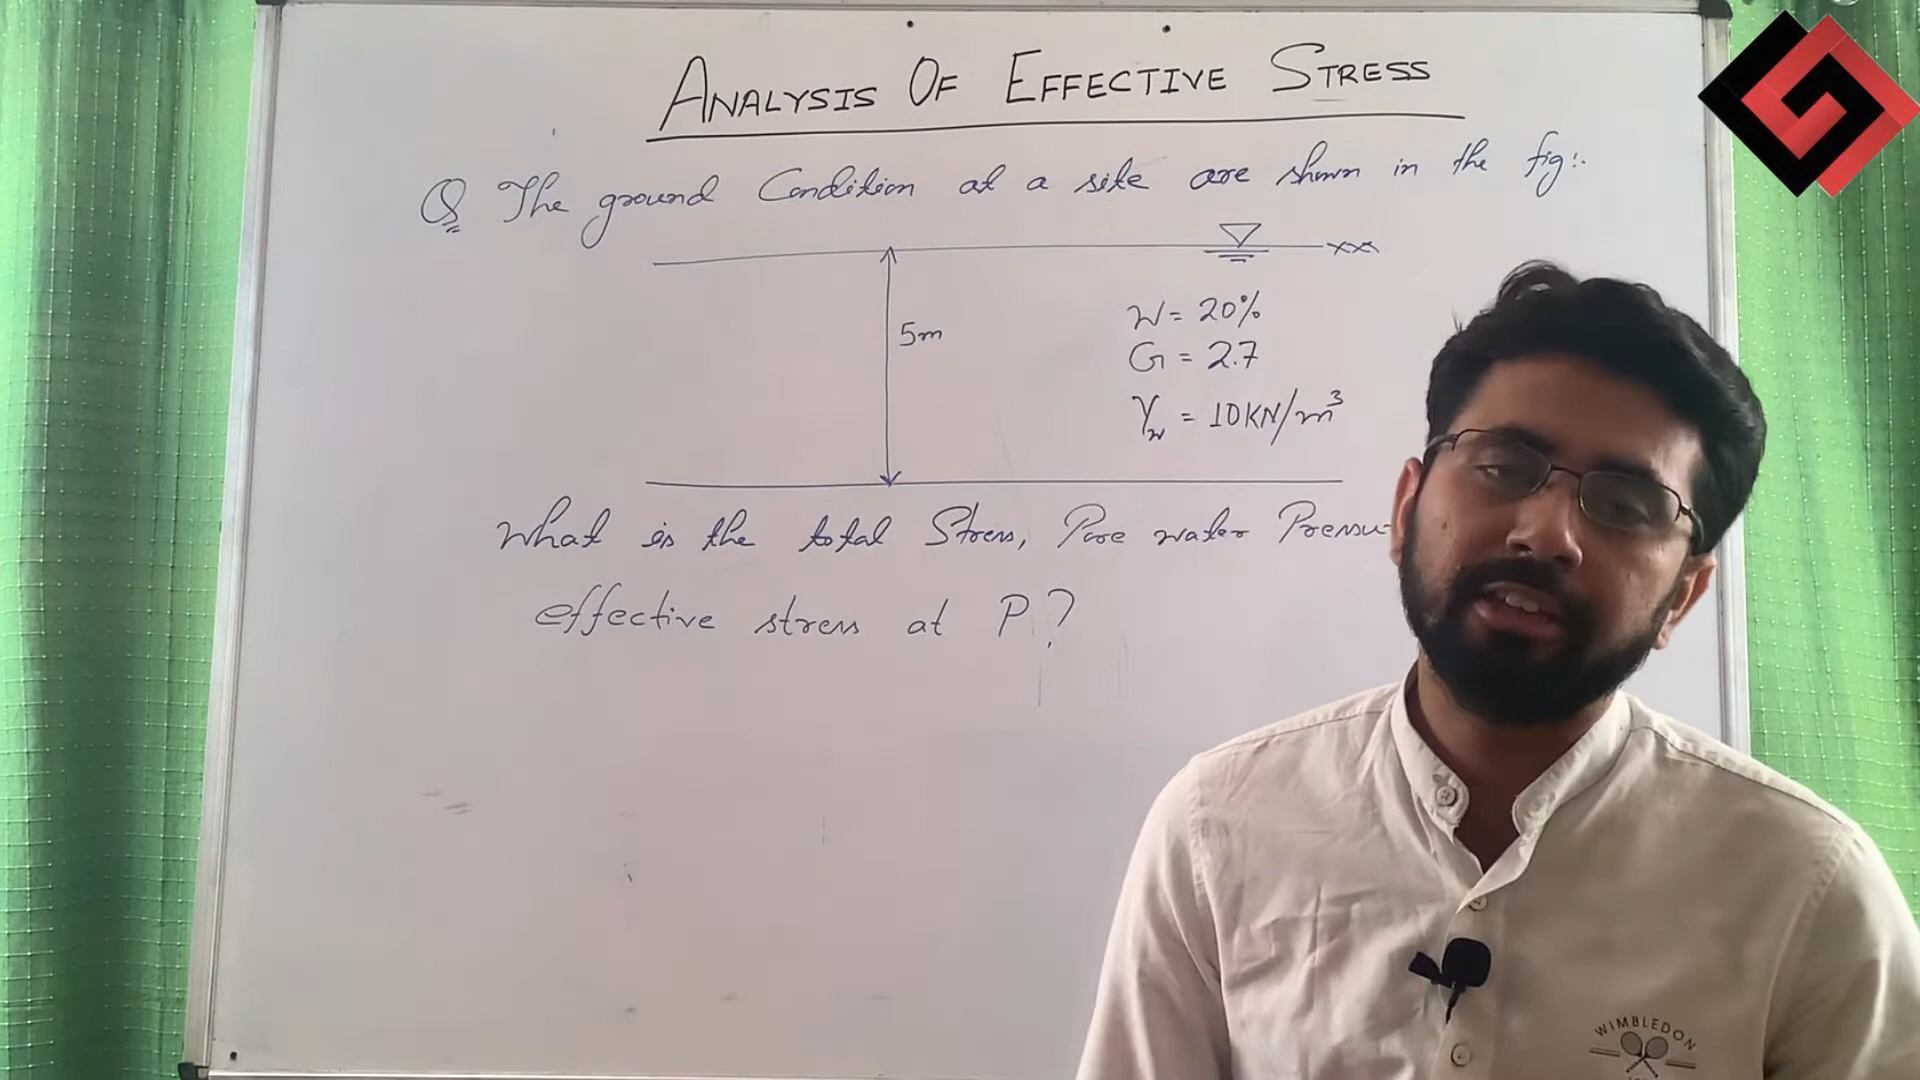 ANALYSIS OF EFFECTIVE STRESS
Q The ground Condition at a site are shown in the fig:-
5m
W = 20%
G = 2.7
γw = 10KN/m³
What is the total Stress, Pore water Pressu
effective stress at P?
WIMBLEDON